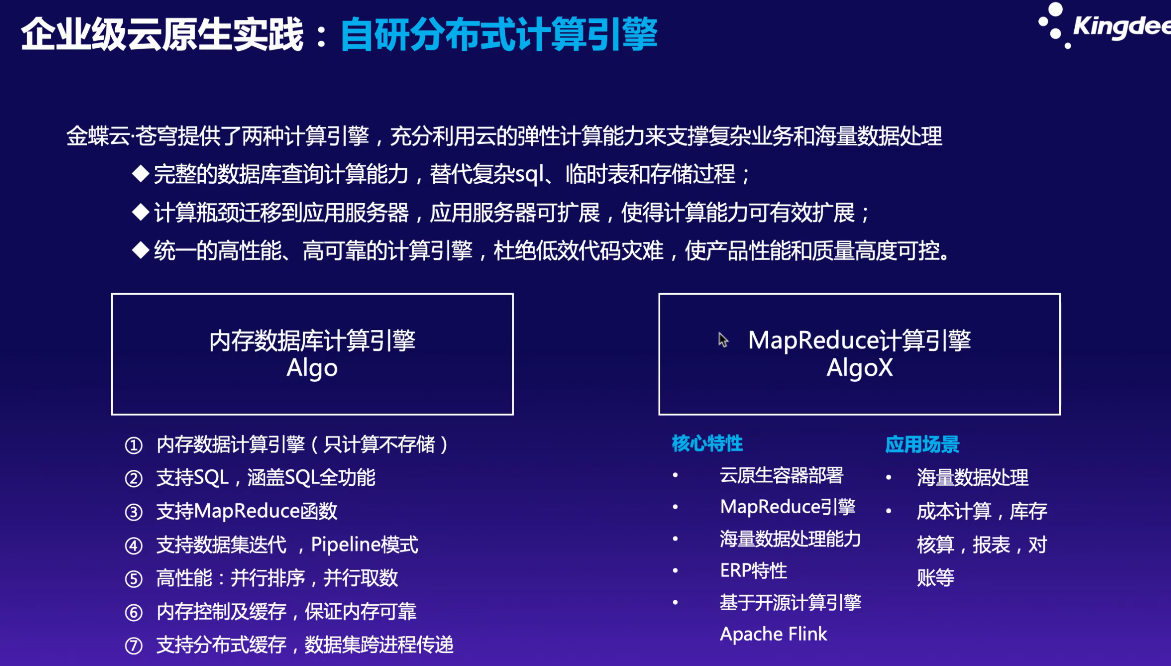 企业级云原生实践：自研分布式计算引擎
Kingdee
金蝶云·苍穹提供了两种计算引擎，充分利用云的弹性计算能力来支撑复杂业务和海量数据处理
◆完整的数据库查询计算能力，替代复杂sql、临时表和存储过程；
◆计算瓶颈迁移到应用服务器，应用服务器可扩展，使得计算能力可有效扩展；
◆统一的高性能、高可靠的计算引擎，杜绝低效代码灾难，使产品性能和质量高度可控。
内存数据库计算引擎
Algo
① 内存数据计算引擎（只计算不存储）
② 支持SQL，涵盖SQL全功能
③ 支持MapReduce函数
④ 支持数据集迭代 ，Pipeline模式
⑤ 高性能：并行排序，并行取数
⑥ 内存控制及缓存，保证内存可靠
⑦ 支持分布式缓存，数据集跨进程传递
MapReduce计算引擎
AlgoX
核心特性
• 云原生容器部署
• MapReduce引擎
• 海量数据处理能力
• ERP特性
• 基于开源计算引擎
Apache Flink
应用场景
• 海量数据处理
• 成本计算，库存
核算，报表，对
账等